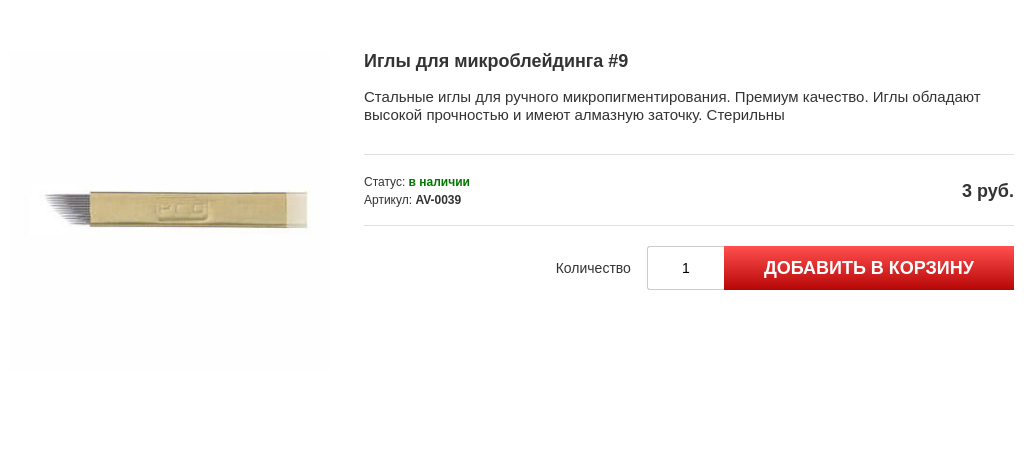 Иглы для микроблейдинга #9
Стальные иглы для ручного микропигментирования. Премиум качество. Иглы обладают
высокой прочностью и имеют алмазную заточку. Стерильны
Статус: в наличии
Артикул: AV-0039
3 руб.
Количество
1
ДОБАВИТЬ В КОРЗИНУ